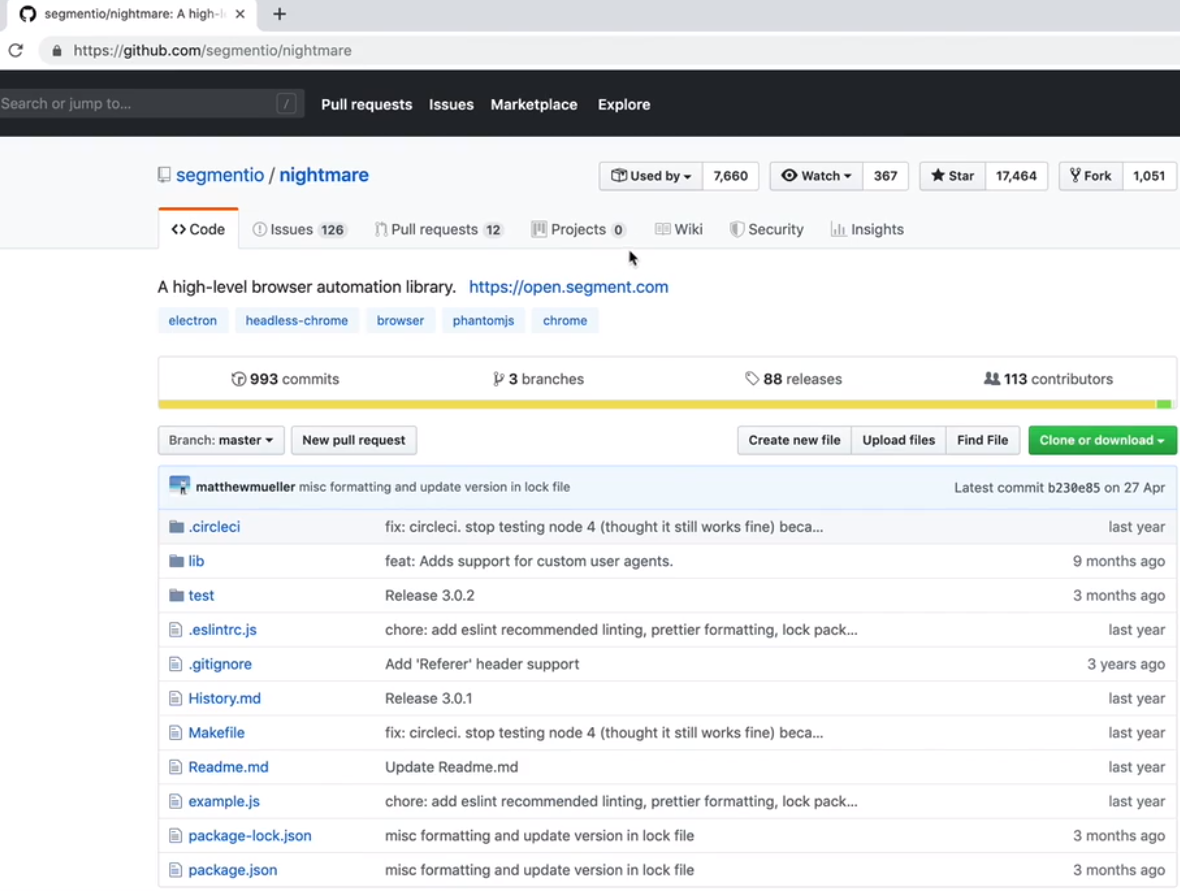 segmentio/nightmare: A high-l
https://github.com/segmentio/nightmare
Search or jump to... / Pull requests Issues Marketplace Explore
segmentio / nightmare Used by 7,660 Watch 367 Star 17,464 Fork 1,051
<> Code Issues 126 Pull requests 12 Projects 0 Wiki Security Insights
A high-level browser automation library. https://open.segment.com
electron headless-chrome browser phantomjs chrome
993 commits 3 branches 88 releases 113 contributors
Branch: master New pull request Create new file Upload files Find File Clone or download
matthewmueller misc formatting and update version in lock file Latest commit b230e85 on 27 Apr
.circleci fix: circleci. stop testing node 4 (thought it still works fine) beca... last year
lib feat: Adds support for custom user agents. 9 months ago
test Release 3.0.2 3 months ago
.eslintrc.js chore: add eslint recommended linting, prettier formatting, lock pack... last year
.gitignore Add 'Referer' header support 3 years ago
History.md Release 3.0.1 last year
Makefile fix: circleci. stop testing node 4 (thought it still works fine) beca... last year
Readme.md Update Readme.md last year
example.js chore: add eslint recommended linting, prettier formatting, lock pack... last year
package-lock.json misc formatting and update version in lock file 3 months ago
package.json misc formatting and update version in lock file 3 months ago